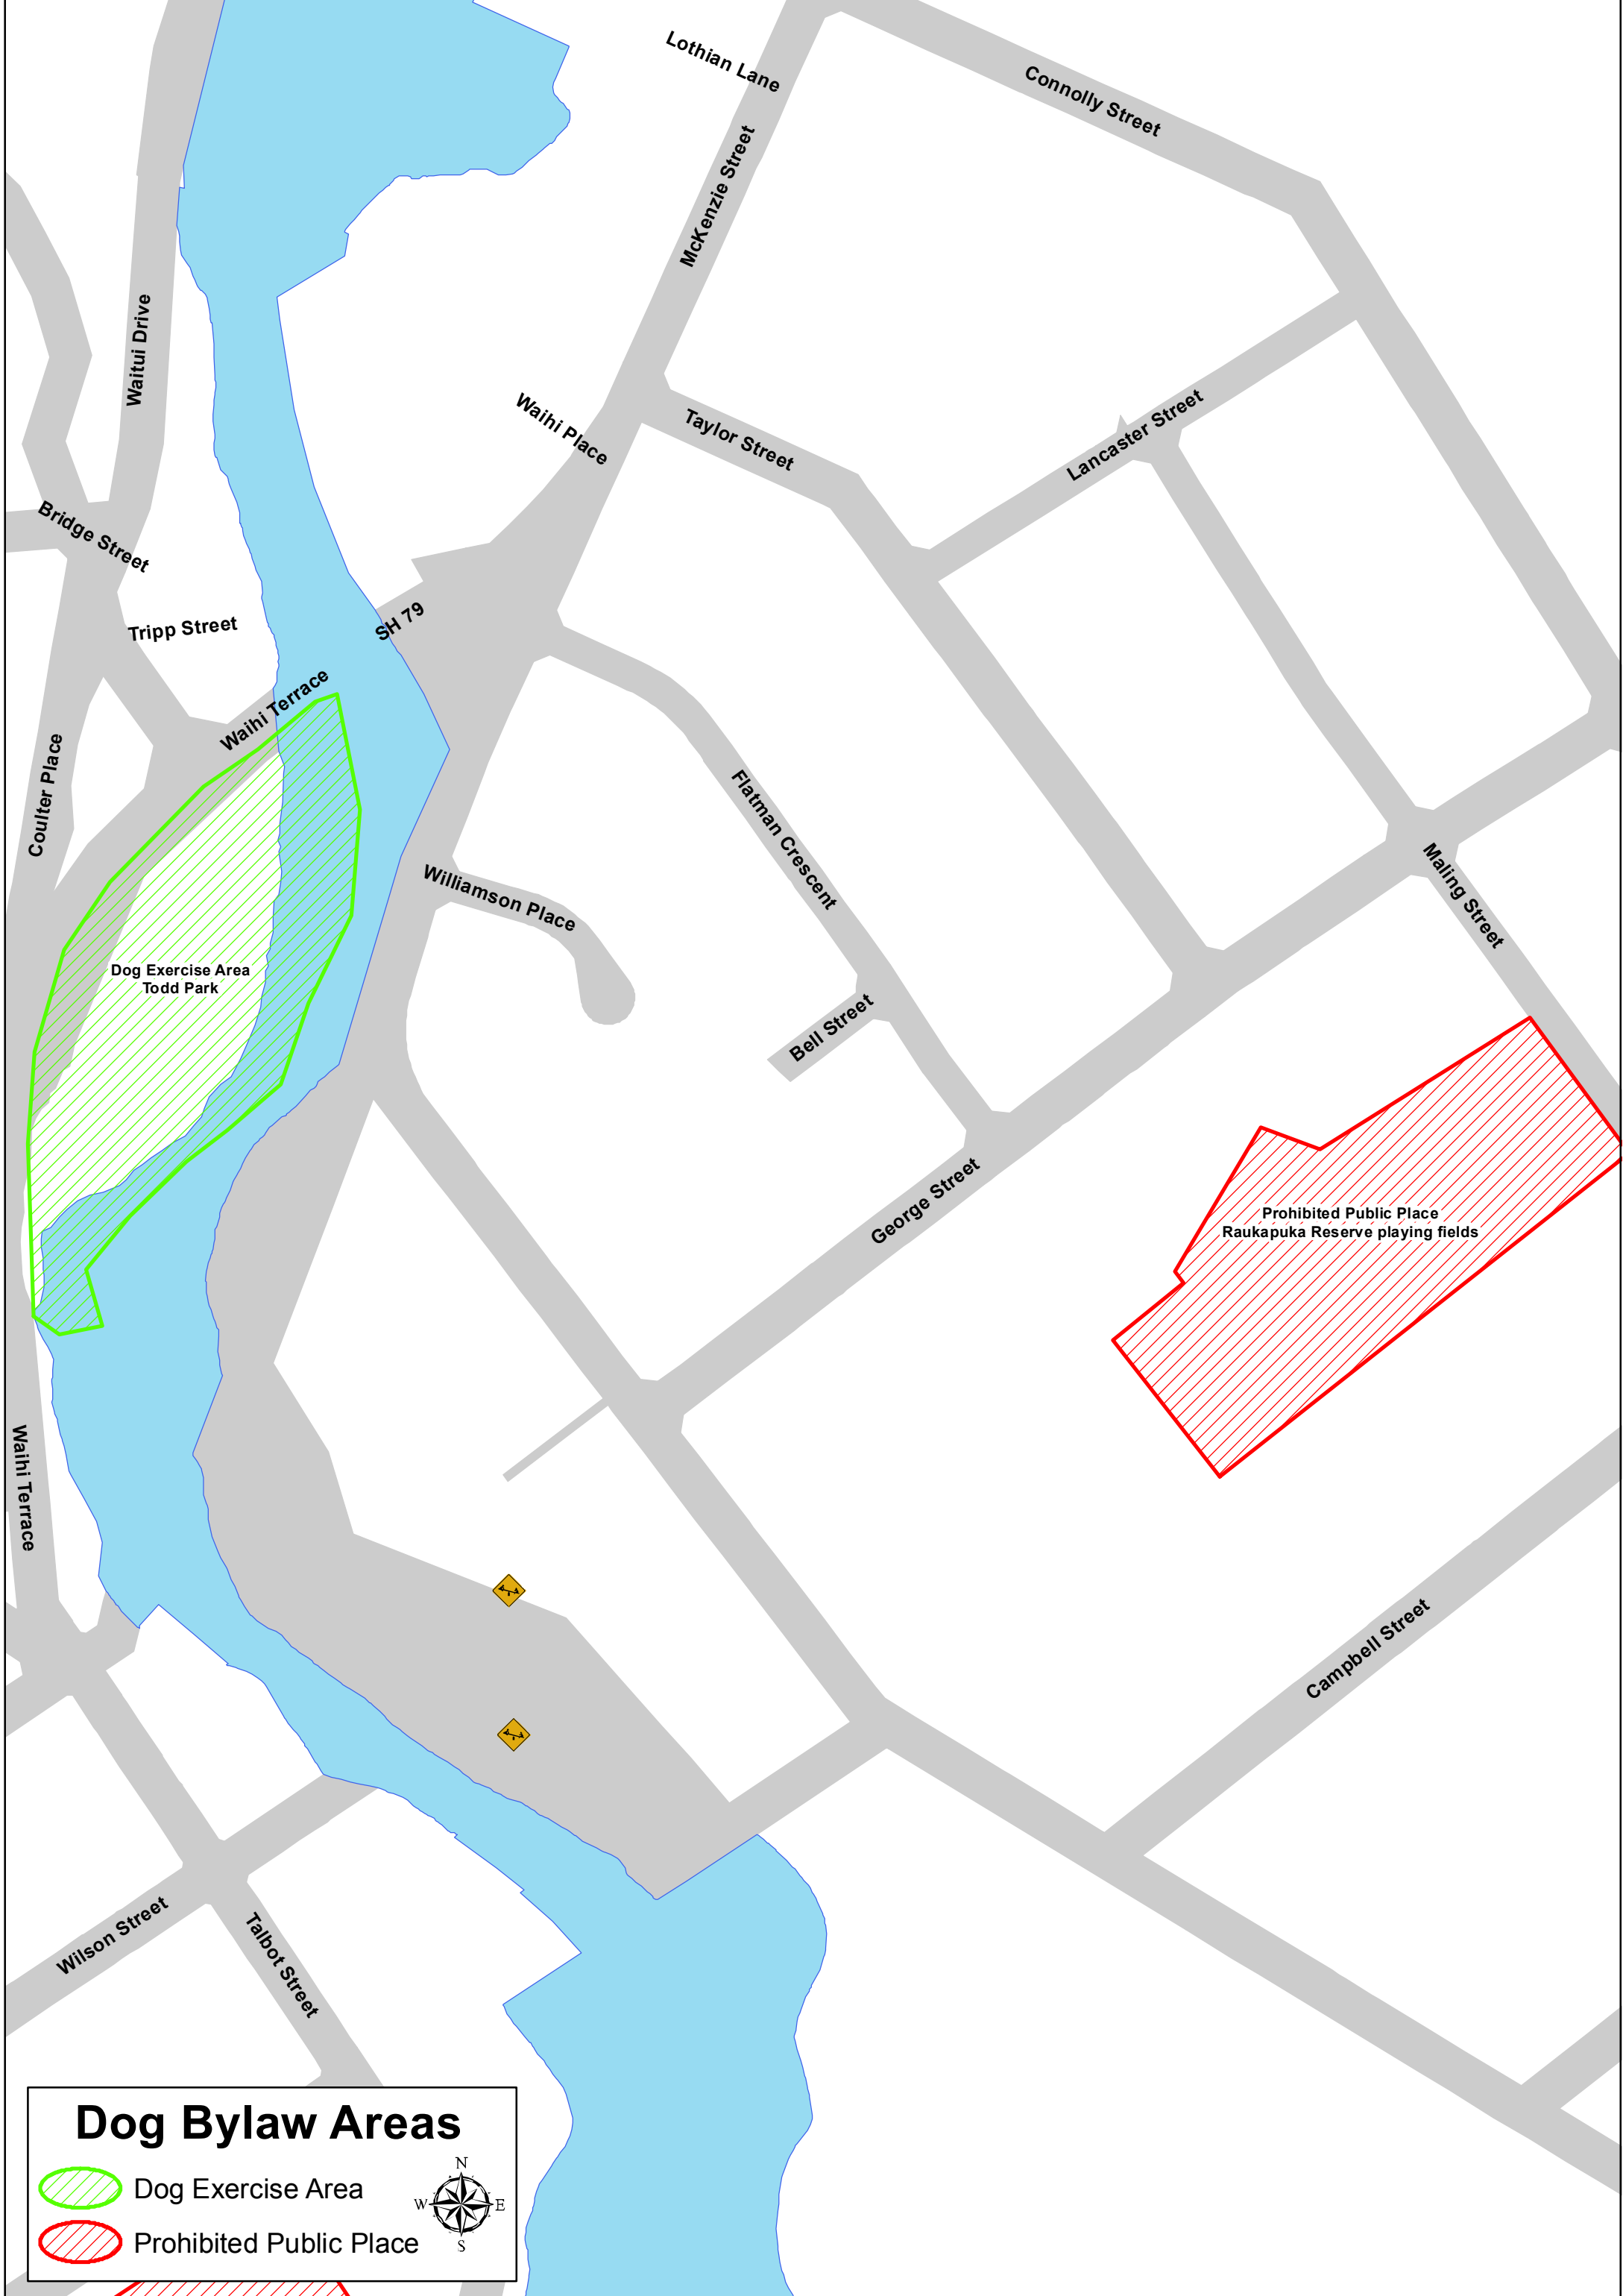 Lothian Lane
Connolly Street
McKenzie Street
Waitui Drive
Waihi Place
Taylor Street
Lancaster Street
Bridge Street
Tripp Street
SH 79
Waihi Terrace
Coulter Place
Flatman Crescent
Williamson Place
Maling Street
Dog Exercise Area
Todd Park
Bell Street
George Street
Prohibited Public Place
Raukapuka Reserve playing fields
Waihi Terrace
Campbell Street
Wilson Street
Talbot Street
Dog Bylaw Areas
Dog Exercise Area
Prohibited Public Place
N
W
E
S